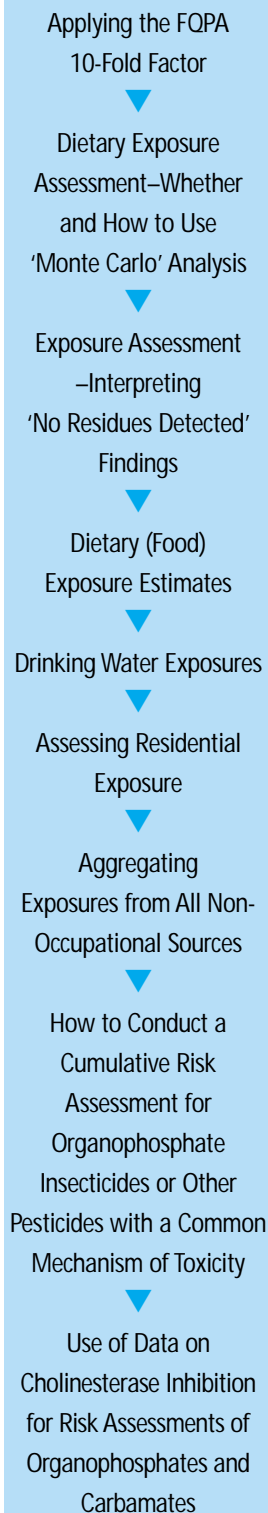 Applying the FQPA
10-Fold Factor
Dietary Exposure
Assessment–Whether
and How to Use
‘Monte Carlo’ Analysis
Exposure Assessment
–Interpreting
‘No Residues Detected’
Findings
Dietary (Food)
Exposure Estimates
Drinking Water Exposures
Assessing Residential
Exposure
Aggregating
Exposures from All Non-
Occupational Sources
How to Conduct a
Cumulative Risk
Assessment for
Organophosphate
Insecticides or Other
Pesticides with a Common
Mechanism of Toxicity
Use of Data on
Cholinesterase Inhibition
for Risk Assessments of
Organophosphates and
Carbamates